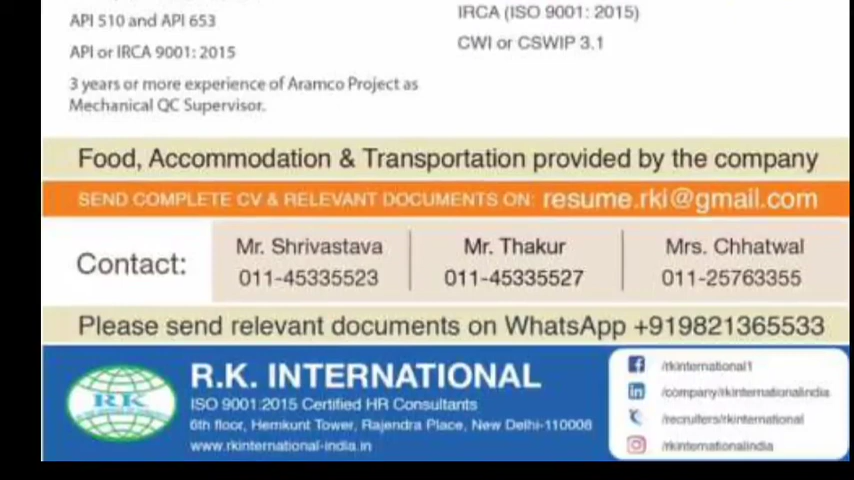 API 510 and API 653
API or IRCA 9001: 2015
3 years or more experience of Aramco Project as
Mechanical QC Supervisor.
IRCA (ISO 9001: 2015)
CWI or CSWIP 3.1
Food, Accommodation & Transportation provided by the company
SEND COMPLETE CV & RELEVANT DOCUMENTS ON: resume.rki@gmail.com
Contact:
Mr. Shrivastava
011-45335523
Mr. Thakur
011-45335527
Mrs. Chhatwal
011-25763355
Please send relevant documents on WhatsApp +919821365533
RK
R.K. INTERNATIONAL
ISO 9001:2015 Certified HR Consultants
6th floor, Hemkunt Tower, Rajendra Place, New Delhi-110008
www.rkinternational-india.in
/rkinternational1
/company/rkinternationalindia
/recruiters/rkinternational
/rkinternationalindia